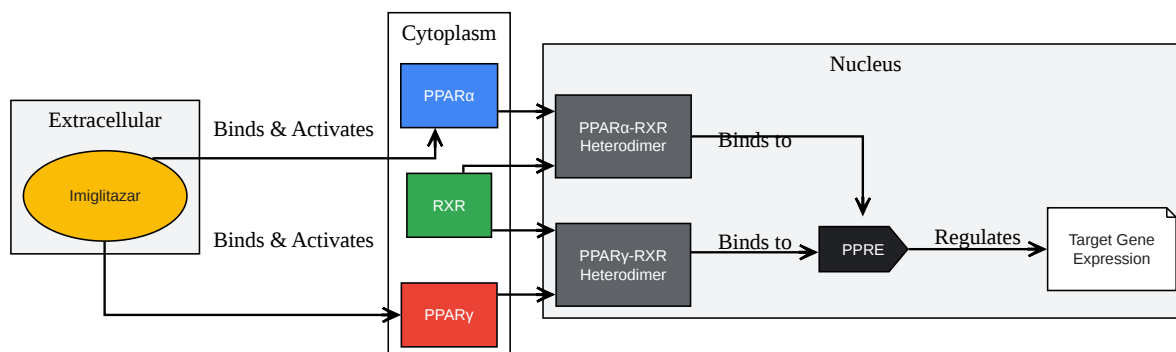 Cytoplasm
Nucleus
PPARα
Extracellular
Binds & Activates
PPARα-RXR
Heterodimer
Binds to
Imiglitazar
RXR
Binds & Activates
PPARγ-RXR
Heterodimer
Binds to
PPRE
Regulates
Target Gene
Expression
PPARγ